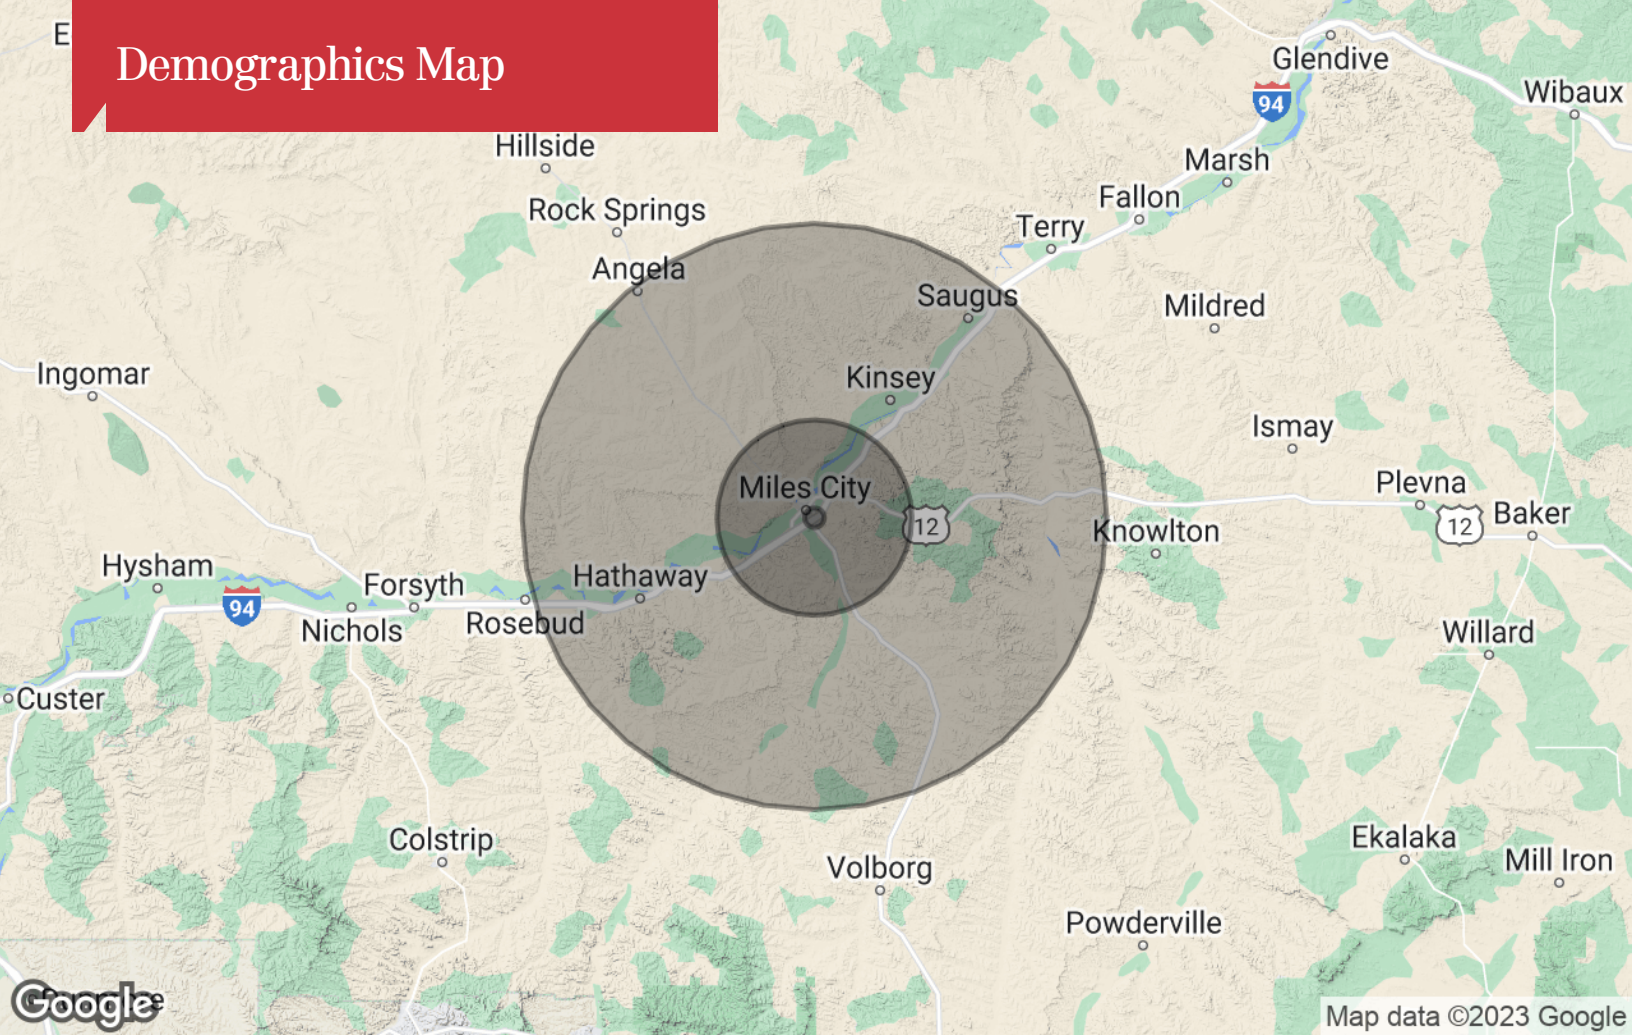 E
Demographics Map
Glendive
94
Wibaux
Hillside
Marsh
Rock Springs
Fallon
Terry
Angela
Saugus
Mildred
Ingomar
Kinsey
Ismay
Miles City
Plevna
12
12
Baker
Knowlton
Hysham
Hathaway
Forsyth
94
Rosebud
Nichols
Willard
Custer
Colstrip
Ekalaka
Volborg
Mill Iron
Powderville
Google
Map data ©2023 Google